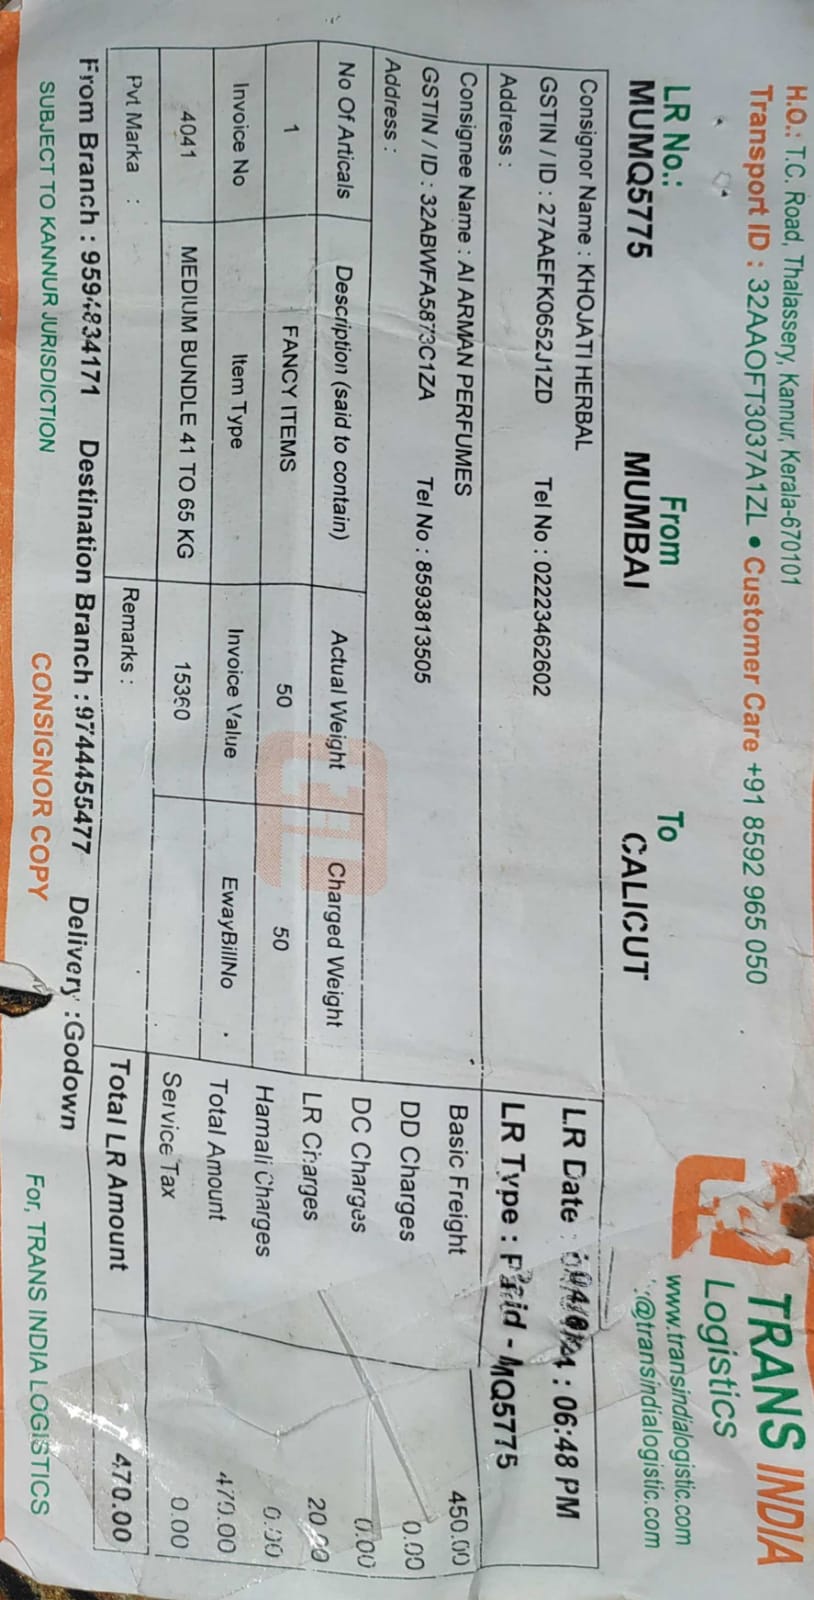 TRANS INDIA
Logistics
www.transindialogistic.com
@transindialogistic.com
H.O.: T.C. Road, Thalassery, Kannur, Kerala-670101
Transport ID : 32AAOFT3037A1ZL • Customer Care +91 8592 965 050
LR No.: From To
MUMQ5775 MUMBAI CALICUT
Consignor Name : KHOJATI HERBAL
GSTIN / ID : 27AAEFK0652J1ZD Tel No : 02223462602
Address :
LR Date : : 06:48 PM
LR Type : Paid - MQ5775
Consignee Name : Al ARMAN PERFUMES
GSTIN / ID : 32ABWFA5873C1ZA Tel No : 8593813505
Address :
Basic Freight 450.00
DD Charges 0.00
DC Charges 0.00
LR Charges 20.00
Hamali Charges 0.00
Total Amount 470.00
Service Tax 0.00
Total LR Amount 470.00
No Of Articals Description (said to contain) Actual Weight Charged Weight
1 FANCY ITEMS 50 50
Invoice No Item Type Invoice Value EwayBillNo
4041 MEDIUM BUNDLE 41 TO 65 KG 15360
Pvt Marka : Remarks :
From Branch : 9594834171 Destination Branch : 9744455477 Delivery :Godown
SUBJECT TO KANNUR JURISDICTION CONSIGNOR COPY For, TRANS INDIA LOGISTICS